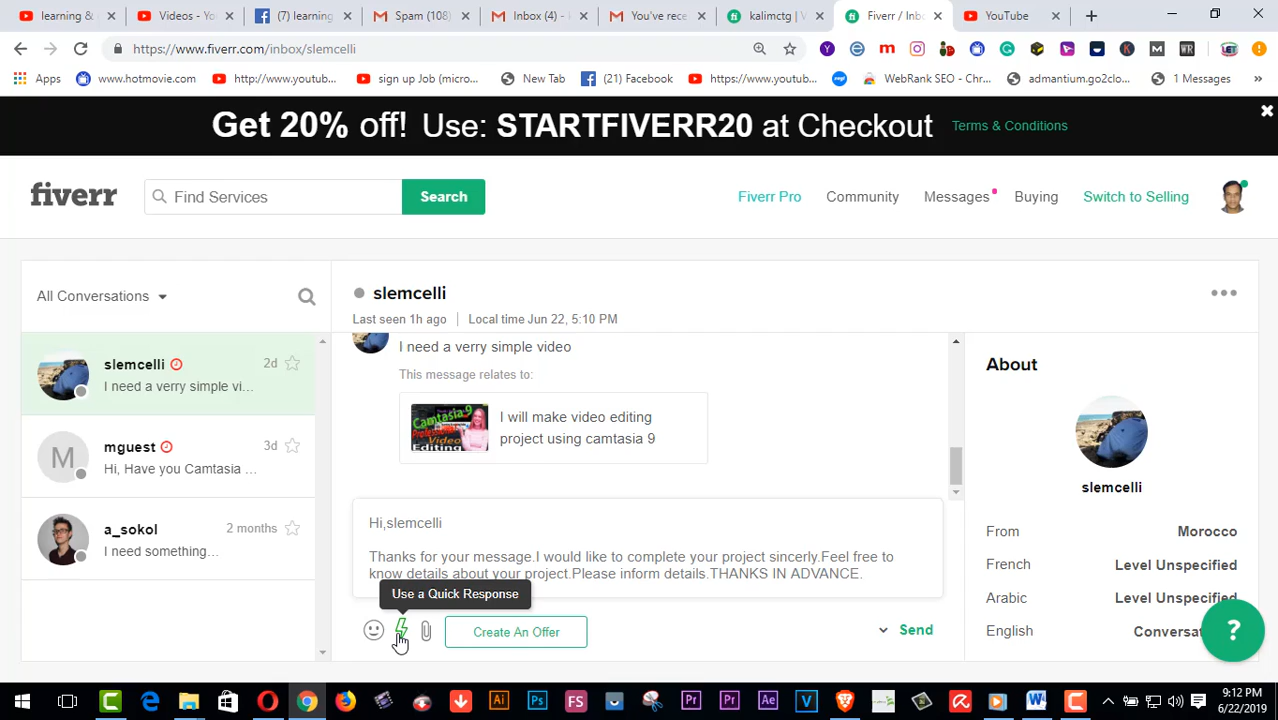 learning &
Videos - Yo
(7) learning
Spam (108)
Inbox (4) -
You've rece
kalimctg | V
Fiverr / Inb
YouTube
https://www.fiverr.com/inbox/slemcelli
Apps
www.hotmovie.com
http://www.youtub...
sign up Job (micro...
New Tab
(21) Facebook
https://www.youtub...
WebRank SEO - Chr...
admantium.go2clo...
1 Messages
Get 20% off! Use: STARTFIVERR20 at Checkout Terms & Conditions
fiverr
Find Services
Search
Fiverr Pro
Community
Messages
Buying
Switch to Selling
All Conversations
slemcelli
Last seen 1h ago
Local time Jun 22, 5:10 PM
slemcelli
2d
I need a verry simple vi...
mguest
3d
M
Hi, Have you Camtasia ...
a_sokol
2 months
I need something...
I need a verry simple video
This message relates to:
Camtasia 9
Professional
Video
Editing
I will make video editing
project using camtasia 9
Hi,slemcelli
Thanks for your message.I would like to complete your project sincerly.Feel free to
know details about your project.Please inform details.THANKS IN ADVANCE.
Use a Quick Response
Create An Offer
Send
About
slemcelli
From
Morocco
French
Level Unspecified
Arabic
Level Unspecified
English
Conversat
?
9:12 PM
6/22/2019